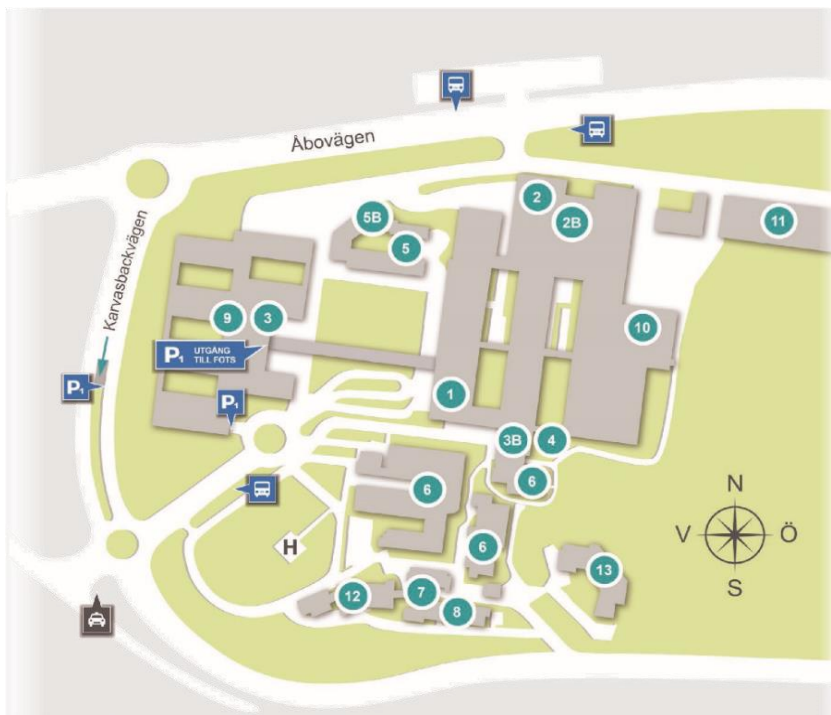 Åbovägen
Karvasbackvägen
2
2B
5B
5
11
9
3
10
P1 UTGÅNG
TILL FOTS
P1
1
P1
3B
4
6
6
N
V
Ö
S
H
6
13
12
7
8